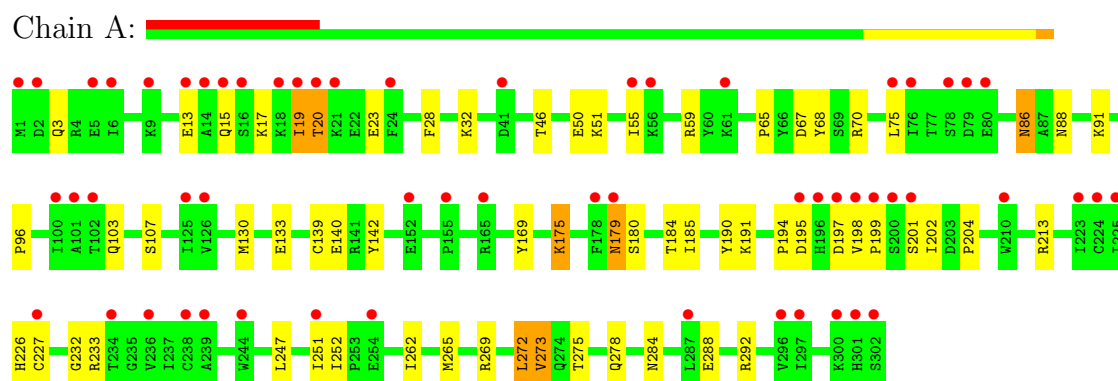 Chain A:
M1 D2 Q3 R4 E5 I6 K9 E13 A14 Q15 S16 K17 K18 I19 T20 K21 E22 E23 F24 F28 K32 D41 T46 E50 K51 I55 K56 R59 Y60 K61 P65 Y66 D67 Y68 S69 R70 L75 I76 T77 S78 D79 E80 N86 A87 N88 K91
P96 I100 A101 T102 Q103 S107 I125 V126 M130 E133 C139 E140 R141 Y142 E152 P155 R165 Y169 K175 F178 N179 S180 T184 I185 Y190 K191 P194 D195 H196 D197 V198 P199 S200 S201 I202 D203 P204 W210 R213 I223 C224
H226 C227 G232 R233 T234 G235 V236 I237 C238 A239 W244 L247 I251 I252 P253 E254 I262 M265 R269 L272 V273 Q274 T275 Q278 N284 L287 E288 R292 V296 I297 K300 H301 S302